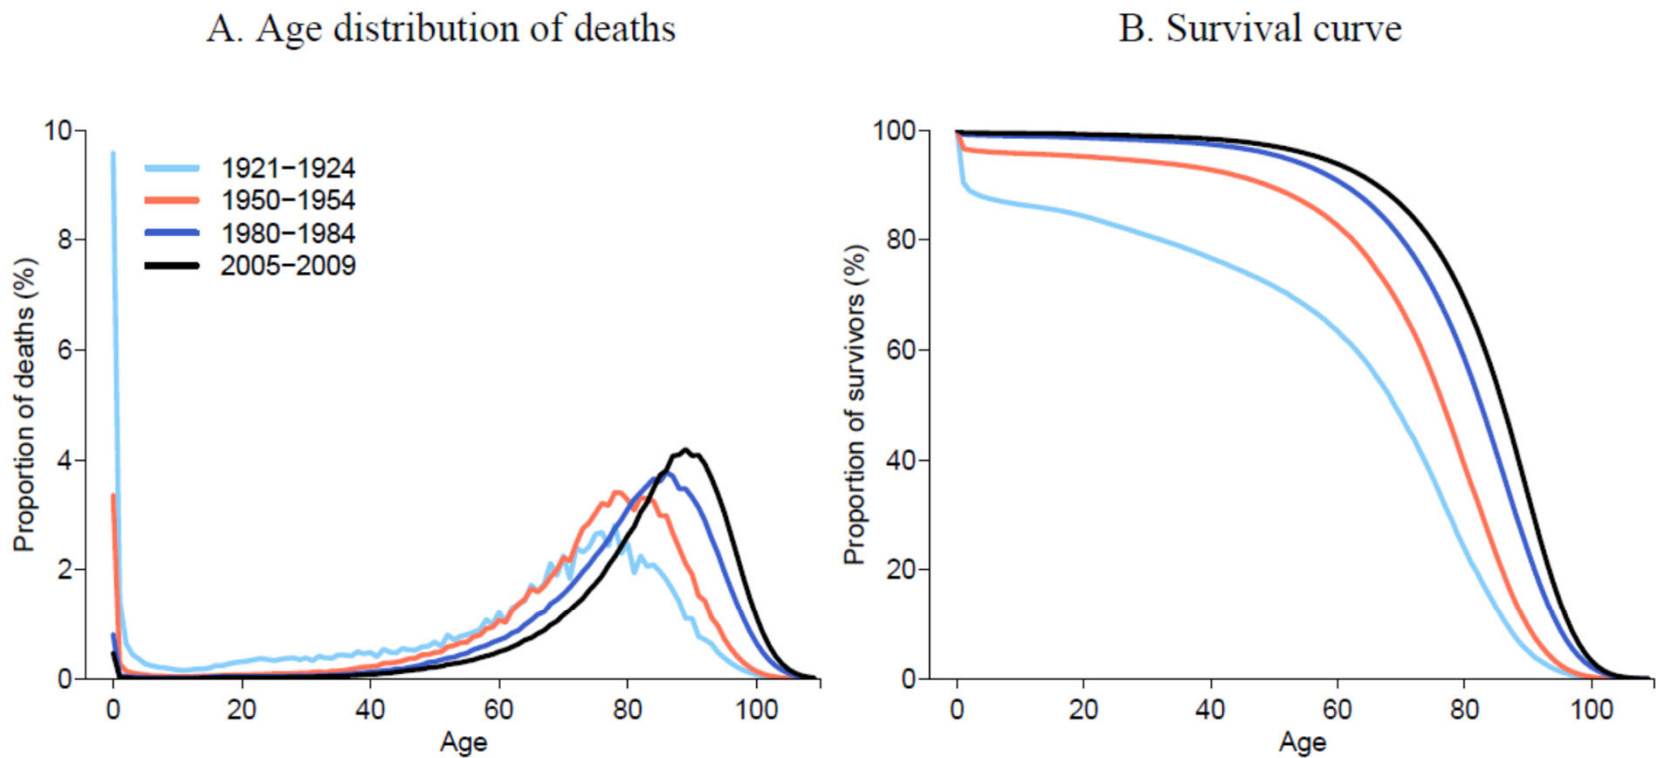 A. Age distribution of deaths
B. Survival curve
10
8
6
4
2
0
Proportion of deaths (%)
1921−1924
1950−1954
1980−1984
2005−2009
0 20 40 60 80 100
Age
100
80
60
40
20
0
Proportion of survivors (%)
0 20 40 60 80 100
Age